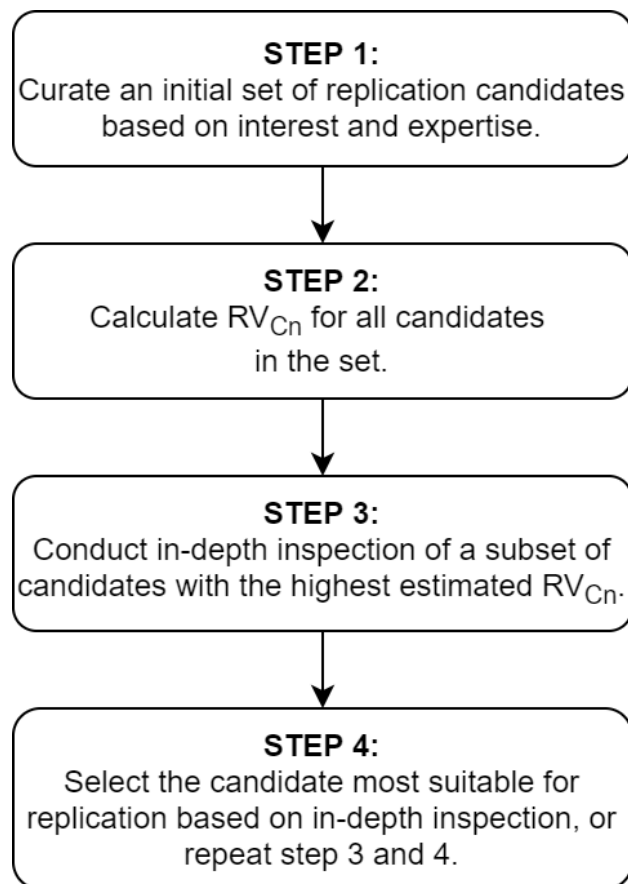 STEP 1:
Curate an initial set of replication candidates
based on interest and expertise.
STEP 2:
Calculate RV_Cn for all candidates
in the set.
STEP 3:
Conduct in-depth inspection of a subset of
candidates with the highest estimated RV_Cn.
STEP 4:
Select the candidate most suitable for
replication based on in-depth inspection, or
repeat step 3 and 4.